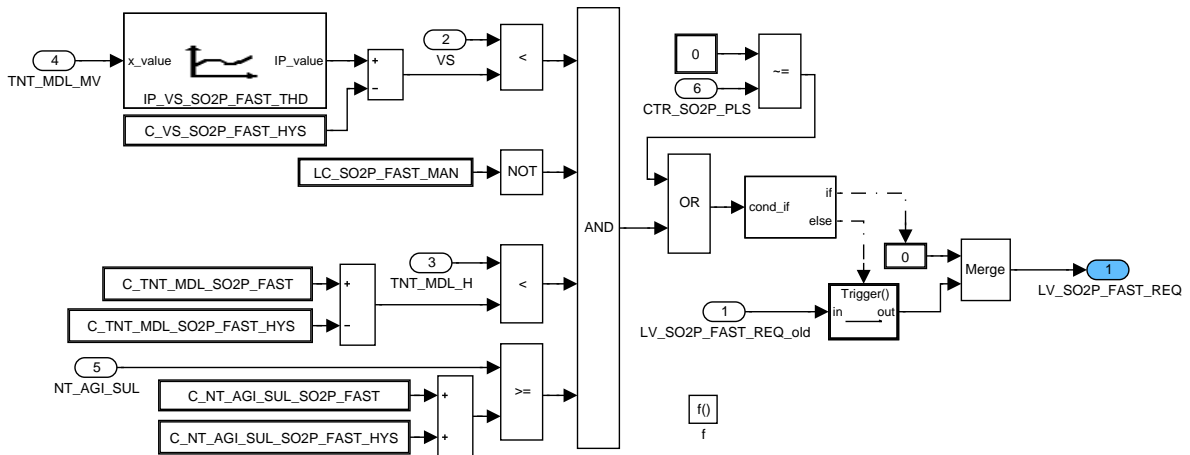 4
TNT_MDL_MV
x_value
IP_value
IP_VS_SO2P_FAST_THD
C_VS_SO2P_FAST_HYS
+
−
2
VS
<
LC_SO2P_FAST_MAN
NOT
3
TNT_MDL_H
C_TNT_MDL_SO2P_FAST
C_TNT_MDL_SO2P_FAST_HYS
+
−
<
5
NT_AGI_SUL
C_NT_AGI_SUL_SO2P_FAST
C_NT_AGI_SUL_SO2P_FAST_HYS
+
+
>=
AND
0
6
CTR_SO2P_PLS
~=
OR
cond_if
if
else
0
1
LV_SO2P_FAST_REQ_old
Trigger()
in
out
Merge
1
LV_SO2P_FAST_REQ
f()
f